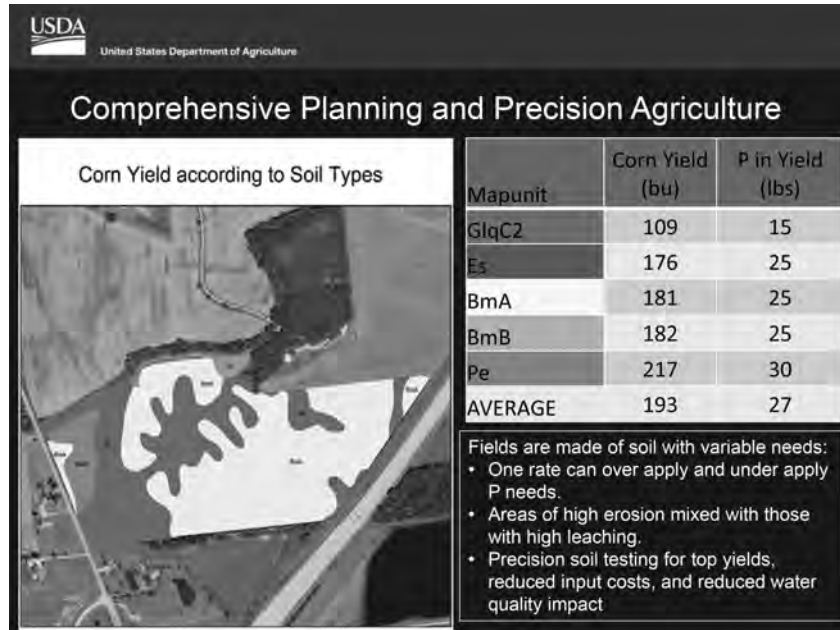 USDA
United States Department of Agriculture
Comprehensive Planning and Precision Agriculture
Corn Yield according to Soil Types
Mapunit Corn Yield (bu) P in Yield (lbs)
GlqC2 109 15
Es 176 25
BmA 181 25
BmB 182 25
Pe 217 30
AVERAGE 193 27
Fields are made of soil with variable needs:
• One rate can over apply and under apply
P needs.
• Areas of high erosion mixed with those
with high leaching.
• Precision soil testing for top yields,
reduced input costs, and reduced water
quality impact